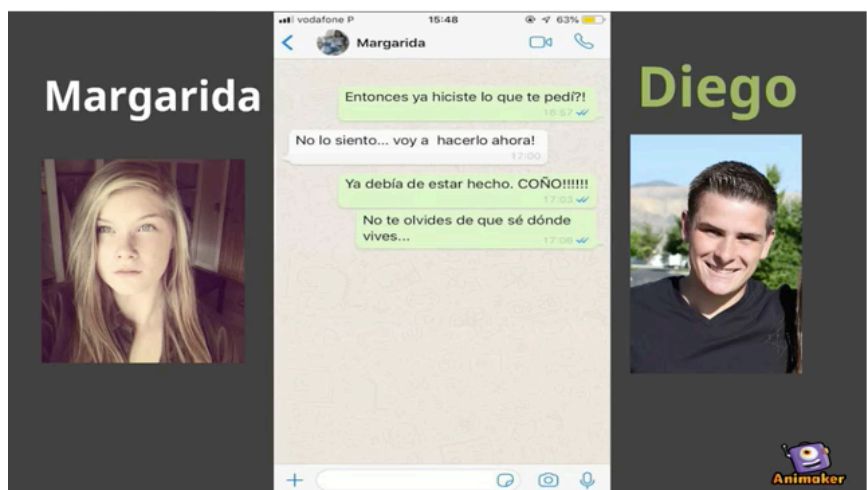 vodafone P 15:48 63%
Margarida
Margarida
Diego
Entonces ya hiciste lo que te pedí?!
16:57
No lo siento... voy a hacerlo ahora!
17:00
Ya debía de estar hecho. COÑO!!!!!!
17:03
No te olvides de que sé dónde
vives...
17:06
Animaker